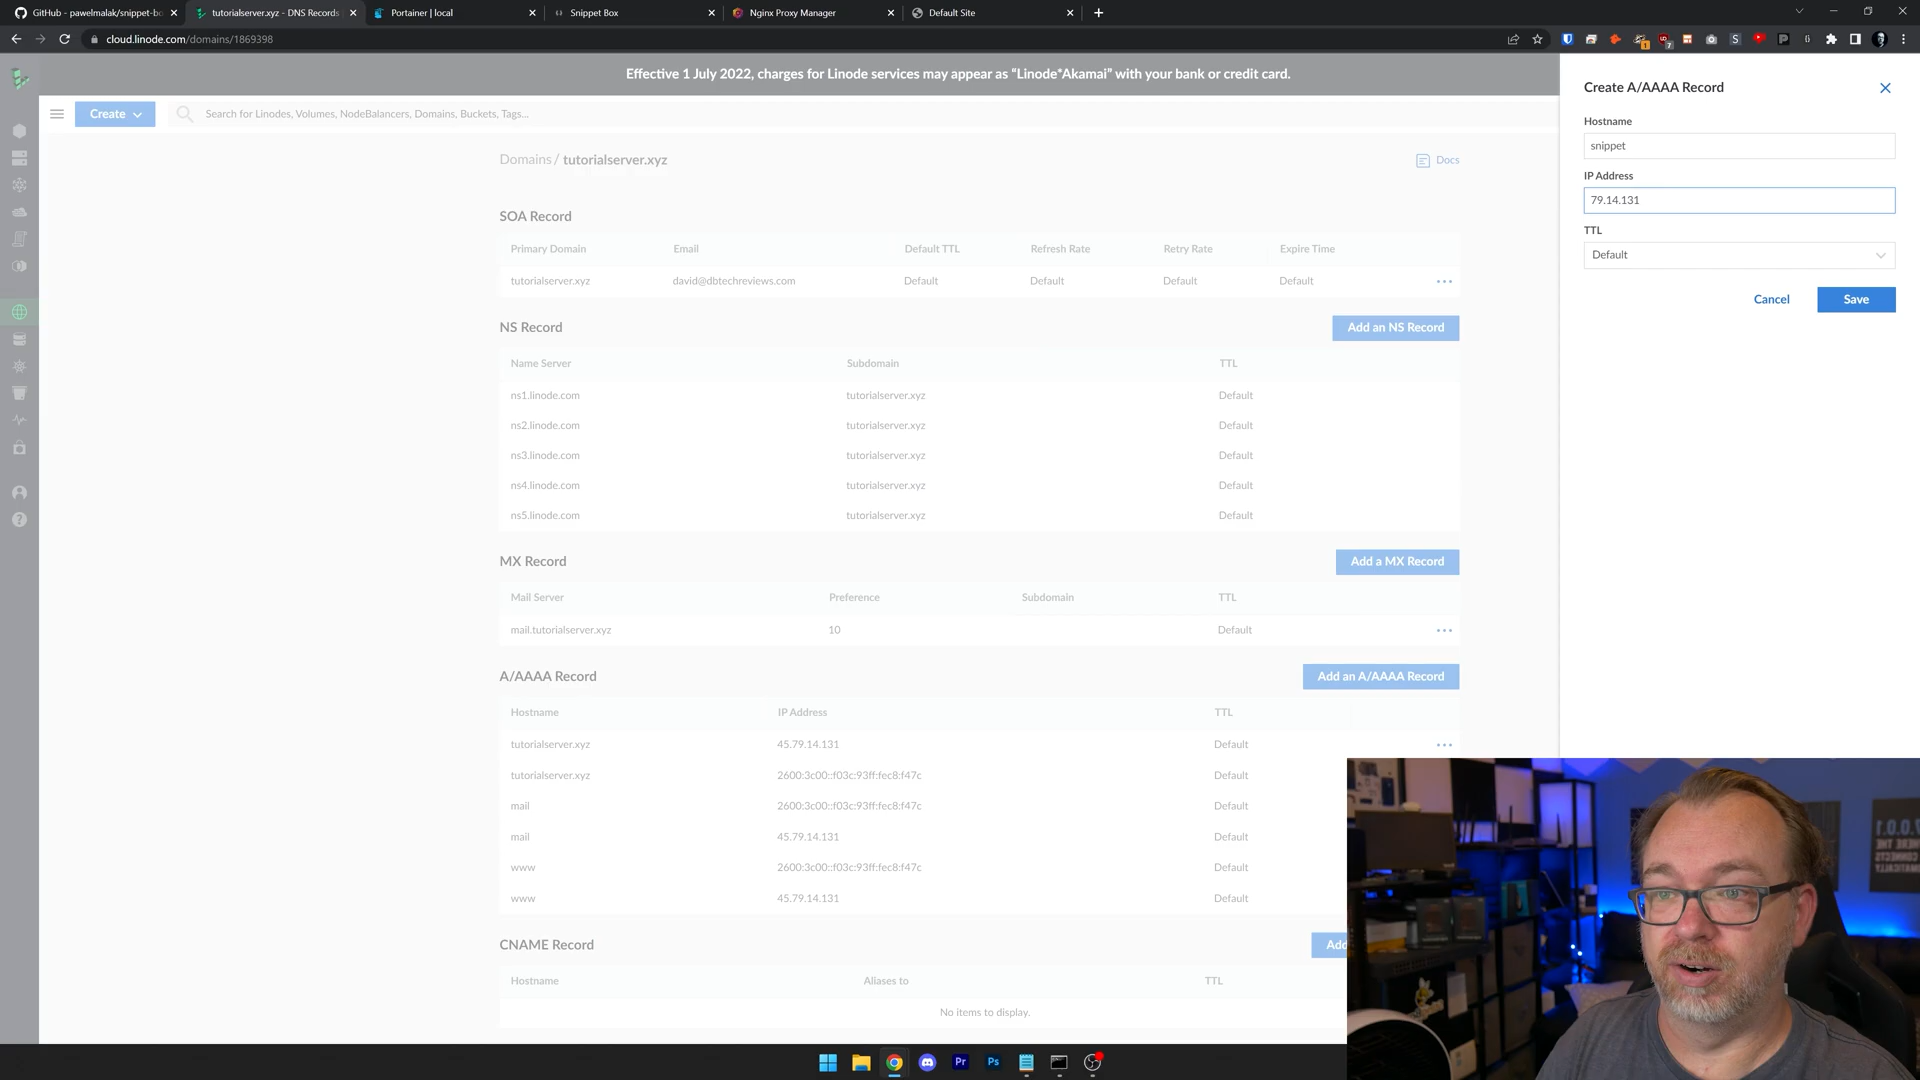 GitHub - pawelmalak/snippet-bo
tutorialserver.xyz - DNS Records
Portainer | local
Snippet Box
Nginx Proxy Manager
Default Site
cloud.linode.com/domains/1869398
Effective 1 July 2022, charges for Linode services may appear as “Linode*Akamai” with your bank or credit card.
Create
Search for Linodes, Volumes, NodeBalancers, Domains, Buckets, Tags...
Domains / tutorialserver.xyz
Docs
SOA Record
Primary Domain Email Default TTL Refresh Rate Retry Rate Expire Time
tutorialserver.xyz david@dbtechreviews.com Default Default Default Default
NS Record
Add an NS Record
Name Server Subdomain TTL
ns1.linode.com tutorialserver.xyz Default
ns2.linode.com tutorialserver.xyz Default
ns3.linode.com tutorialserver.xyz Default
ns4.linode.com tutorialserver.xyz Default
ns5.linode.com tutorialserver.xyz Default
MX Record
Add a MX Record
Mail Server Preference Subdomain TTL
mail.tutorialserver.xyz 10 Default
A/AAAA Record
Add an A/AAAA Record
Hostname IP Address TTL
tutorialserver.xyz 45.79.14.131 Default
tutorialserver.xyz 2600:3c00::f03c:93ff:fec8:f47c Default
mail 2600:3c00::f03c:93ff:fec8:f47c Default
mail 45.79.14.131 Default
www 2600:3c00::f03c:93ff:fec8:f47c Default
www 45.79.14.131 Default
CNAME Record
Add
Hostname Aliases to TTL
No items to display.
Create A/AAAA Record
Hostname
snippet
IP Address
79.14.131
TTL
Default
Cancel
Save
Pr
Ps